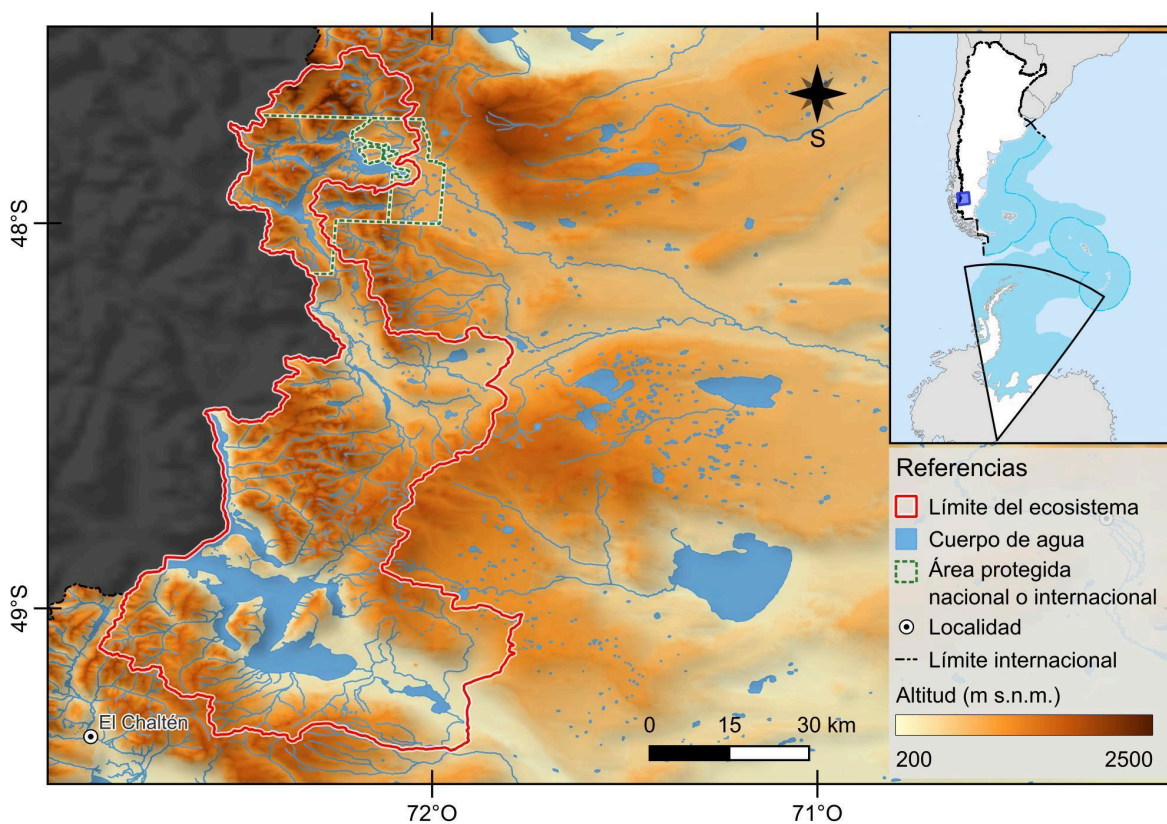 S
48°S
49°S
El Chaltén
0 15 30 km
72°O
71°O
Referencias
Límite del ecosistema
Cuerpo de agua
Área protegida
nacional o internacional
Localidad
Límite internacional
Altitud (m s.n.m.)
200 2500